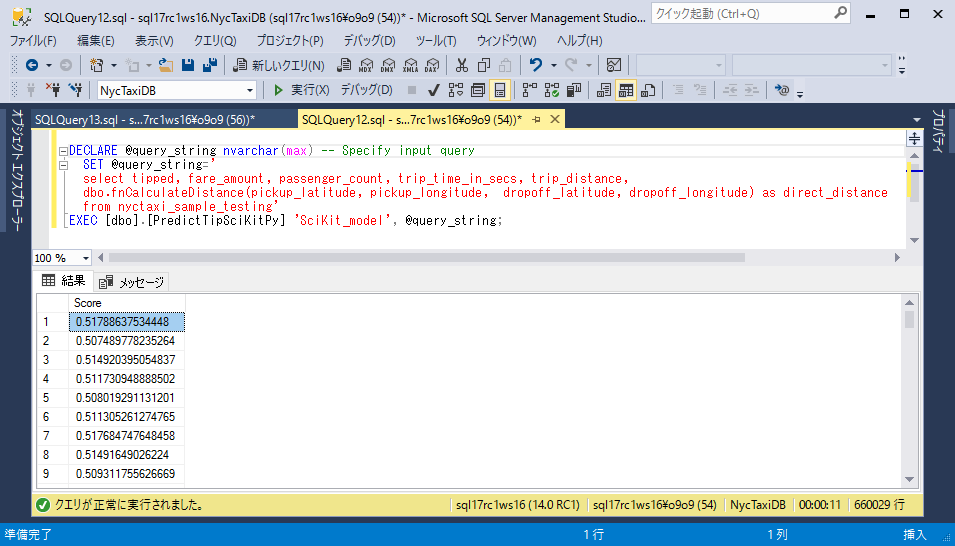 SQLQuery12.sql - sql17rc1ws16.NycTaxiDB (sql17rc1ws16¥o9o9 (54))* - Microsoft SQL Server Management Studio...
クイック起動 (Ctrl+Q)
ファイル(F) 編集(E) 表示(V) クエリ(Q) プロジェクト(P) デバッグ(D) ツール(T) ウィンドウ(W) ヘルプ(H)
新しいクエリ(N) MDX DMX XMLA DAX
NycTaxiDB 実行(X) デバッグ(D)
オブジェクト エクスプローラー
プロパティ
SQLQuery13.sql - s...7rc1ws16¥o9o9 (56))* SQLQuery12.sql - s...7rc1ws16¥o9o9 (54))*
DECLARE @query_string nvarchar(max) -- Specify input query
SET @query_string='
select tipped, fare_amount, passenger_count, trip_time_in_secs, trip_distance,
dbo.fnCalculateDistance(pickup_latitude, pickup_longitude,  dropoff_latitude, dropoff_longitude) as direct_distance
from nyctaxi_sample_testing'
EXEC [dbo].[PredictTipSciKitPy] 'SciKit_model', @query_string;
100 %
結果 メッセージ
Score
1 0.51788637534448
2 0.507489778235264
3 0.514920395054837
4 0.511730948888502
5 0.508019291131201
6 0.511305261274765
7 0.517684747648458
8 0.51491649026224
9 0.509311755626669
クエリが正常に実行されました。 sql17rc1ws16 (14.0 RC1) sql17rc1ws16¥o9o9 (54) NycTaxiDB 00:00:11 660029 行
準備完了 1 行 1 列 挿入